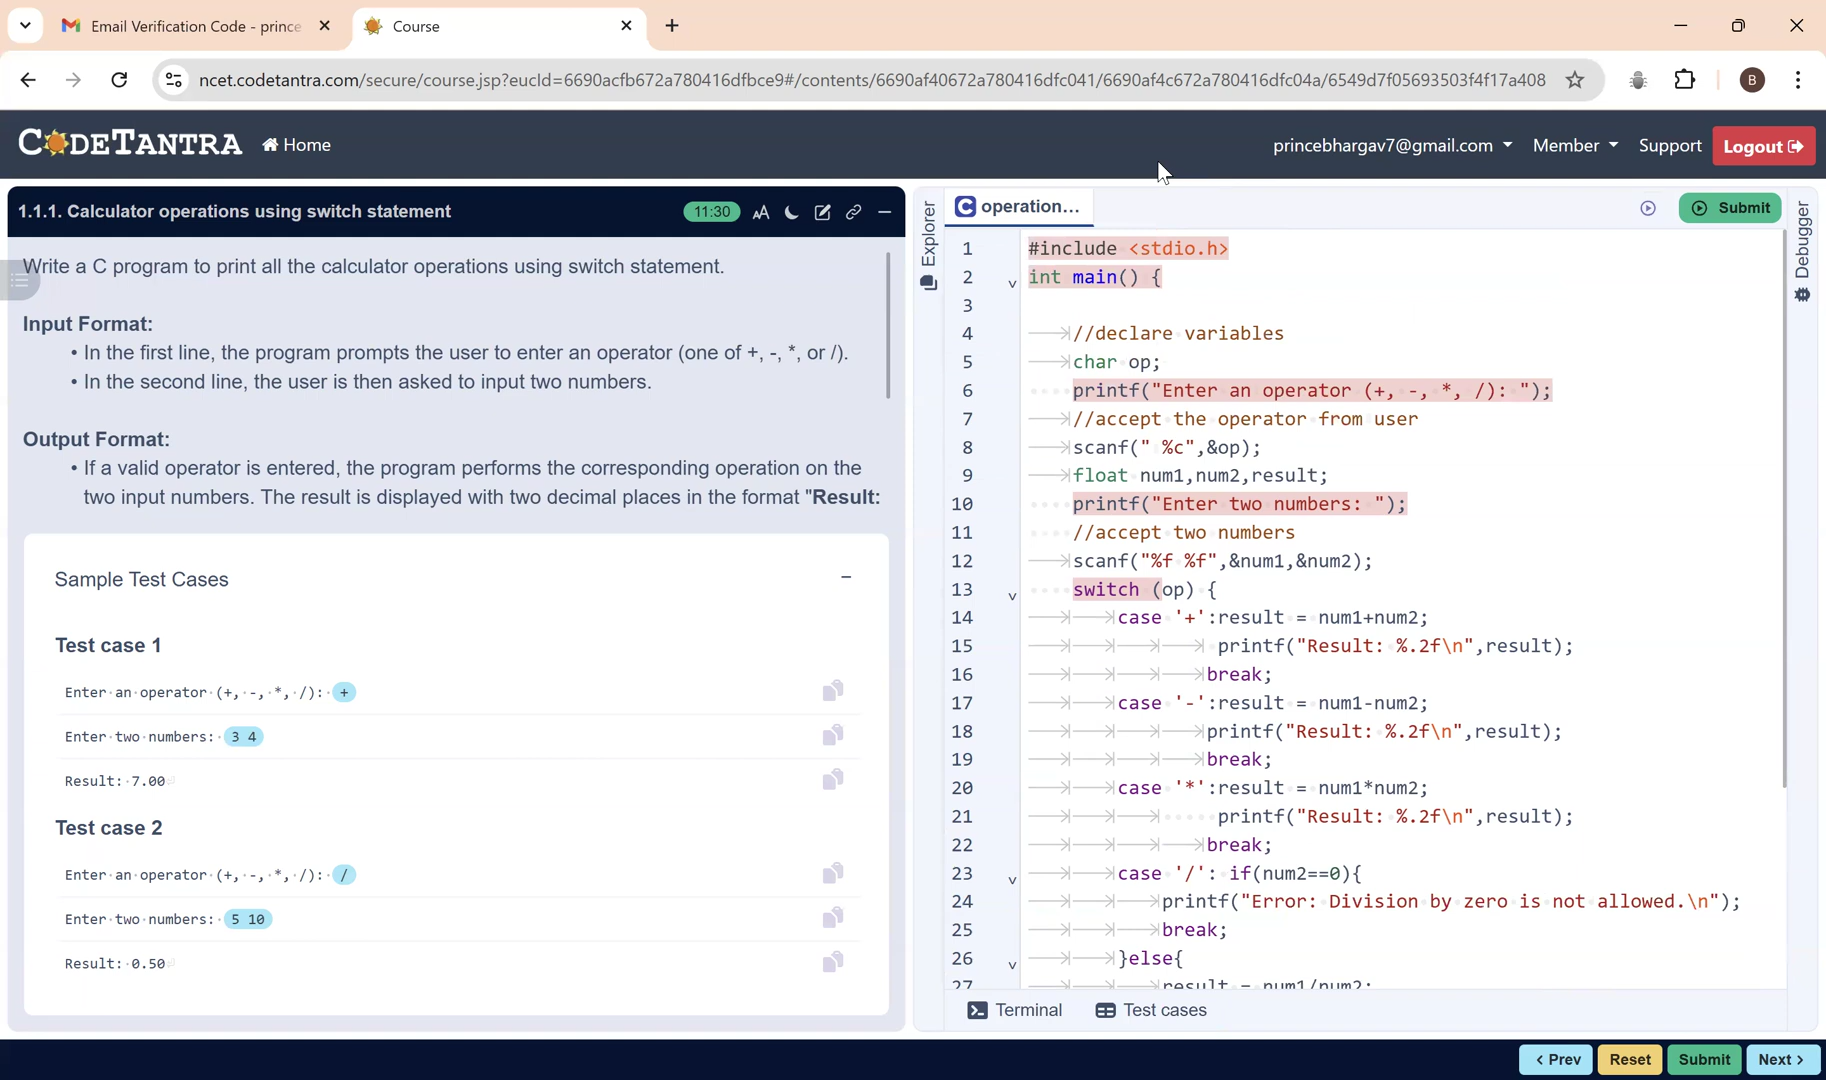 Email Verification Code - prince
Course
ncet.codetantra.com/secure/course.jsp?eucId=6690acfb672a780416dfbce9#/contents/6690af40672a780416dfc041/6690af4c672a780416dfc04a/6549d7f05693503f4f17a408
B
CODETANTRA
Home
princebhargav7@gmail.com
Member
Support
Logout
1.1.1. Calculator operations using switch statement
11:30
AA
Write a C program to print all the calculator operations using switch statement.
Input Format:
• In the first line, the program prompts the user to enter an operator (one of +, -, *, or /).
• In the second line, the user is then asked to input two numbers.
Output Format:
• If a valid operator is entered, the program performs the corresponding operation on the
two input numbers. The result is displayed with two decimal places in the format "Result:
Sample Test Cases
Test case 1
Enter an operator (+, -, *, /): +
Enter two numbers: 3 4
Result: 7.00
Test case 2
Enter an operator (+, -, *, /): /
Enter two numbers: 5 10
Result: 0.50
Explorer
C operation...
Submit
Debugger
1 #include <stdio.h>
2 int main() {
3
4 //declare variables
5 char op;
6 printf("Enter an operator (+, -, *, /): ");
7 //accept the operator from user
8 scanf(" %c",&op);
9 float num1,num2,result;
10 printf("Enter two numbers: ");
11 //accept two numbers
12 scanf("%f %f",&num1,&num2);
13 switch (op) {
14 case '+':result = num1+num2;
15 printf("Result: %.2f\n",result);
16 break;
17 case '-':result = num1-num2;
18 printf("Result: %.2f\n",result);
19 break;
20 case '*':result = num1*num2;
21 printf("Result: %.2f\n",result);
22 break;
23 case '/': if(num2==0){
24 printf("Error: Division by zero is not allowed.\n");
25 break;
26 }else{
27 result = num1/num2;
Terminal
Test cases
< Prev
Reset
Submit
Next >